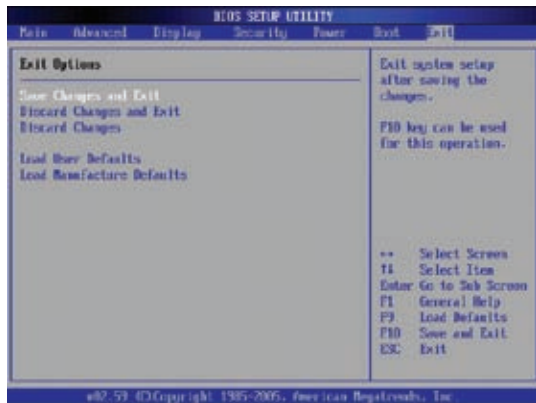 BIOS SETUP UTILITY
Main Advanced Display Security Power Boot Exit
Exit Options
Save Changes and Exit
Discard Changes and Exit
Discard Changes
Load User Defaults
Load Manufacture Defaults
Exit system setup
after saving the
changes.
F10 key can be used
for this operation.
↔ Select Screen
↑↓ Select Item
Enter Go to Sub Screen
F1 General Help
F9 Load Defaults
F10 Save and Exit
ESC Exit
v02.59 (C)Copyright 1985-2005, American Megatrends, Inc